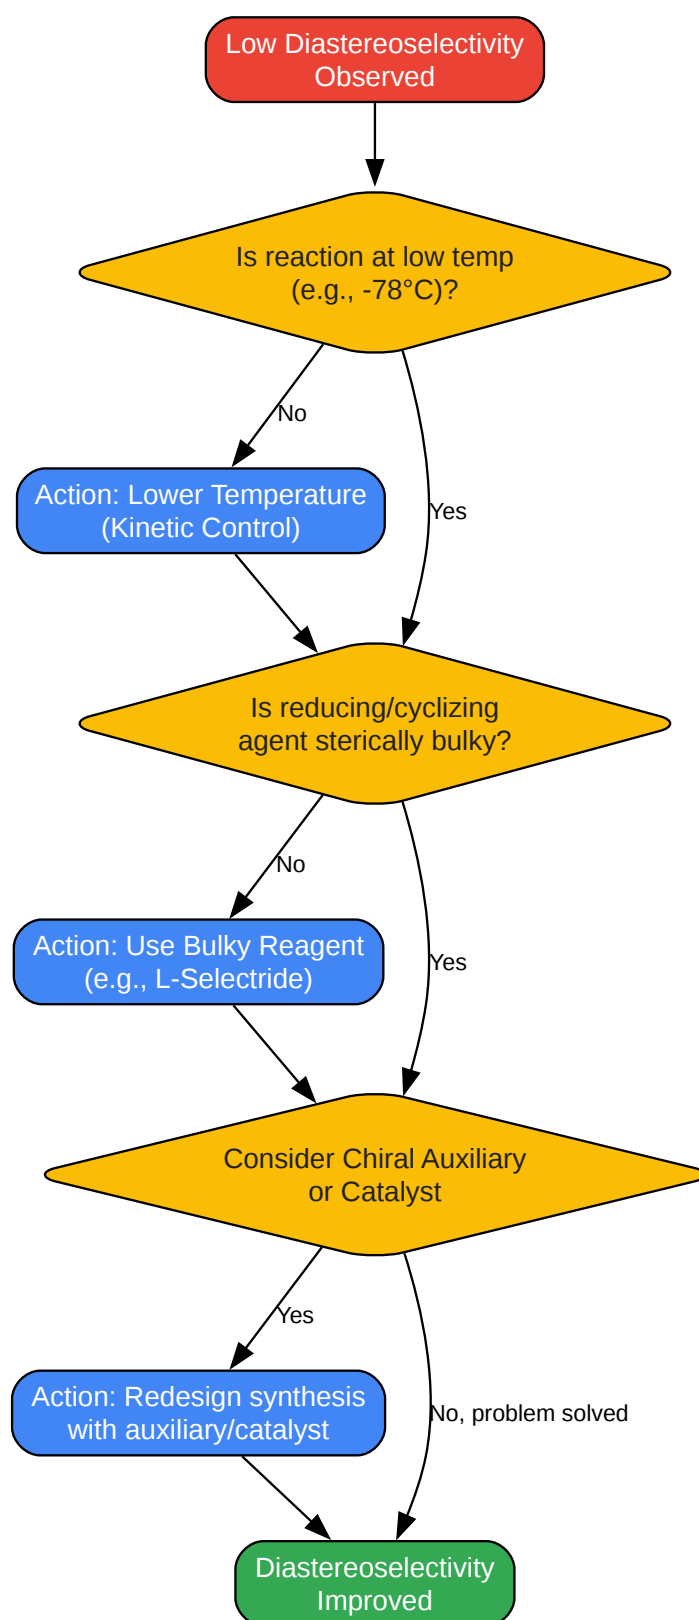 Low Diastereoselectivity
Observed
Is reaction at low temp
(e.g., -78°C)?
No
Action: Lower Temperature
(Kinetic Control)
Yes
Is reducing/cyclizing
agent sterically bulky?
No
Action: Use Bulky Reagent
(e.g., L-Selectride)
Yes
Consider Chiral Auxiliary
or Catalyst
Yes
Action: Redesign synthesis
with auxiliary/catalyst
No, problem solved
Diastereoselectivity
Improved